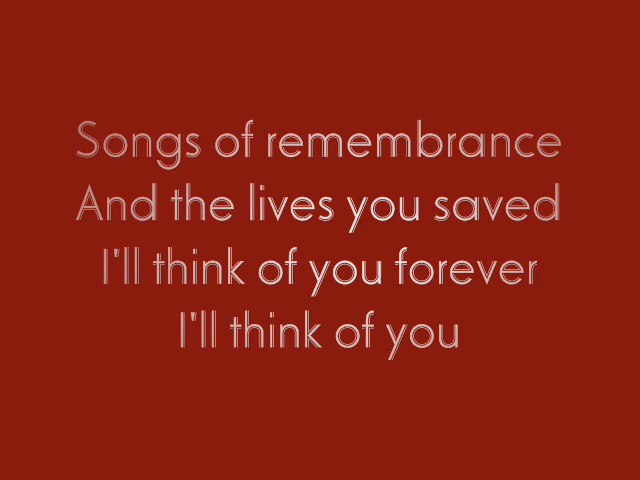 Songs of remembrance
And the lives you saved
I'll think of you forever
I'll think of you